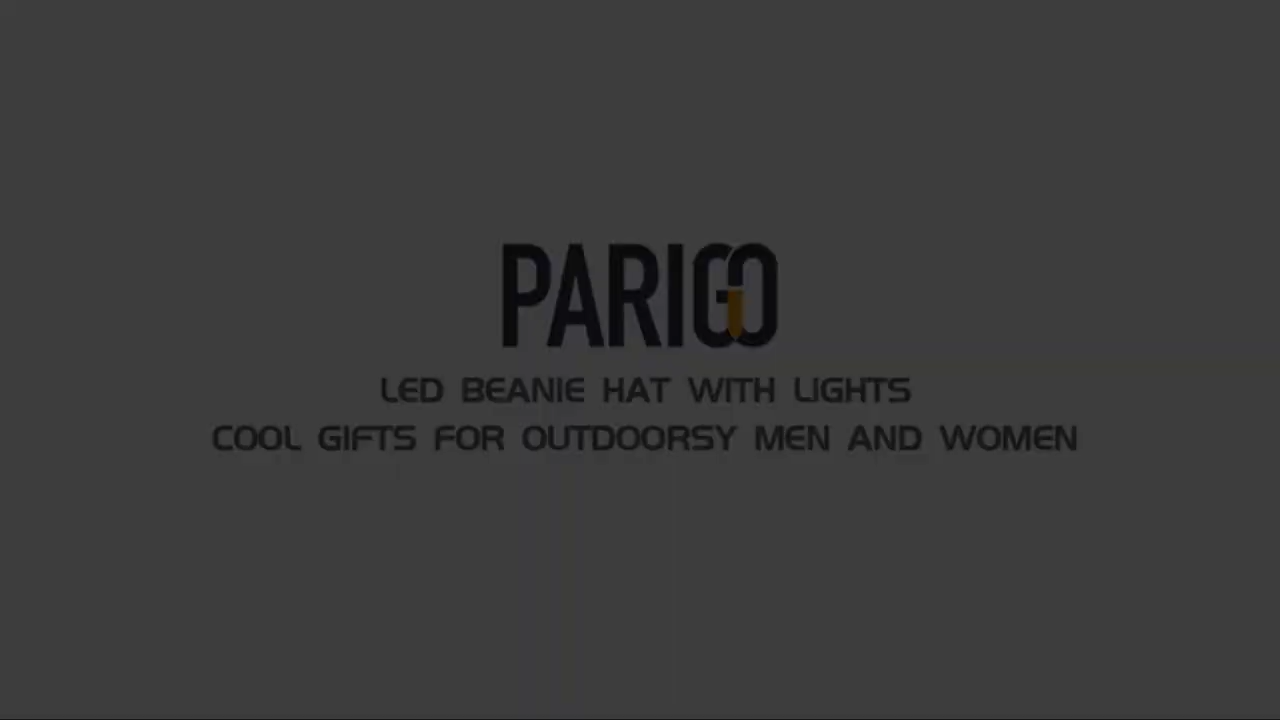 PARIGO
LED BEANIE HAT WITH LIGHTS
COOL GIFTS FOR OUTDOORSY MEN AND WOMEN